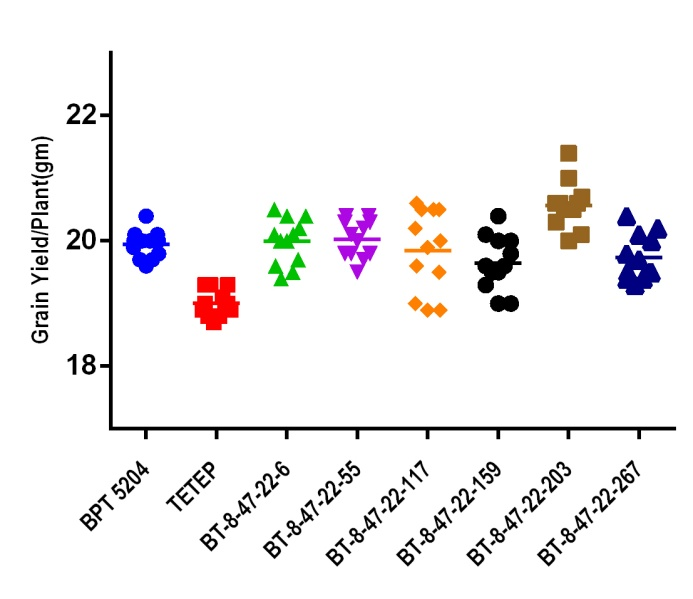 Grain Yield/Plant(gm)
22
20
18
BPT 5204
TETEP
BT-8-47-22-6
BT-8-47-22-55
BT-8-47-22-117
BT-8-47-22-159
BT-8-47-22-203
BT-8-47-22-267